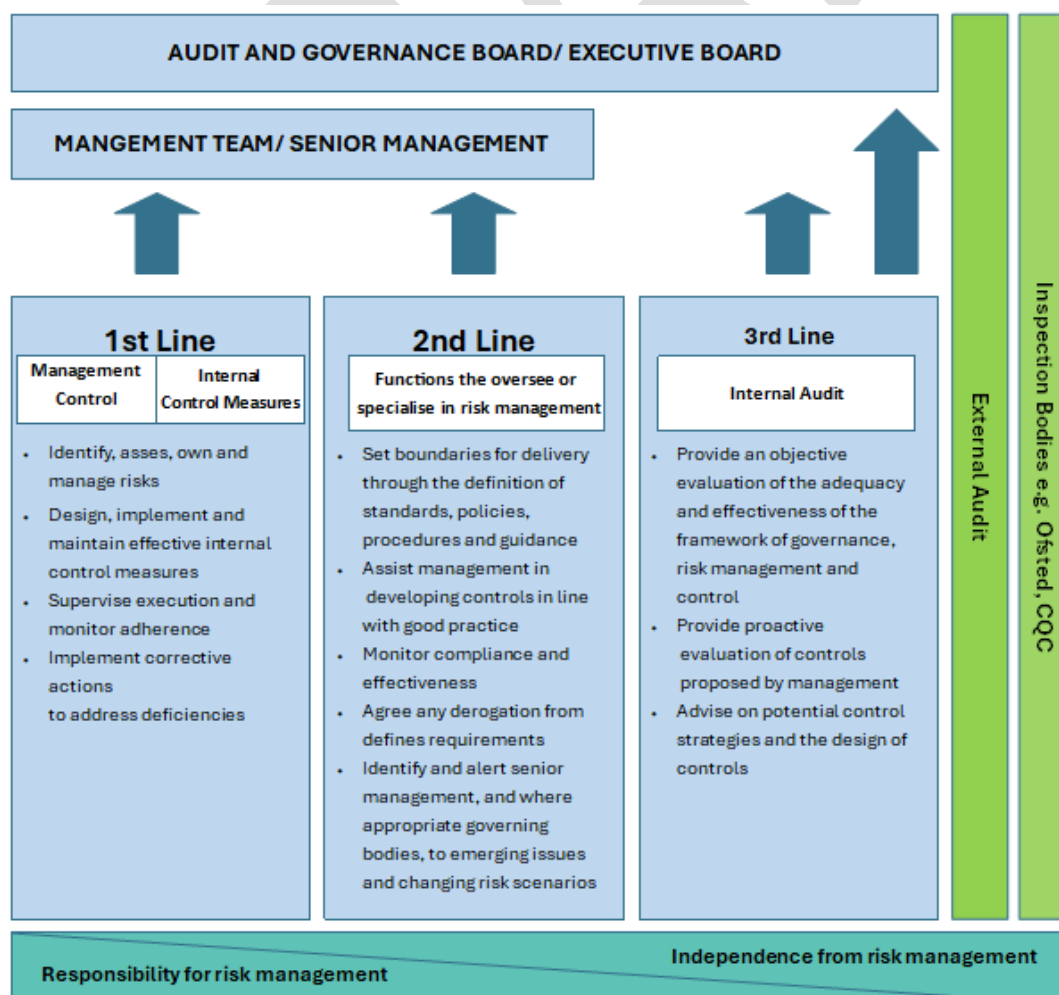 AUDIT AND GOVERNANCE BOARD/ EXECUTIVE BOARD
MANGEMENT TEAM/ SENIOR MANAGEMENT
1st Line
Management
Control
Internal
Control Measures
• Identify, asses, own and
manage risks
• Design, implement and
maintain effective internal
control measures
• Supervise execution and
monitor adherence
• Implement corrective
actions
to address deficiencies
2nd Line
Functions the oversee or
specialise in risk management
• Set boundaries for delivery
through the definition of
standards, policies,
procedures and guidance
• Assist management in
developing controls in line
with good practice
• Monitor compliance and
effectiveness
• Agree any derogation from
defines requirements
• Identify and alert senior
management, and where
appropriate governing
bodies, to emerging issues
and changing risk scenarios
3rd Line
Internal Audit
• Provide an objective
evaluation of the adequacy
and effectiveness of the
framework of governance,
risk management and
control
• Provide proactive
evaluation of controls
proposed by management
• Advise on potential control
strategies and the design of
controls
External Audit
Inspection Bodies e.g. Ofsted, CQC
Responsibility for risk management
Independence from risk management